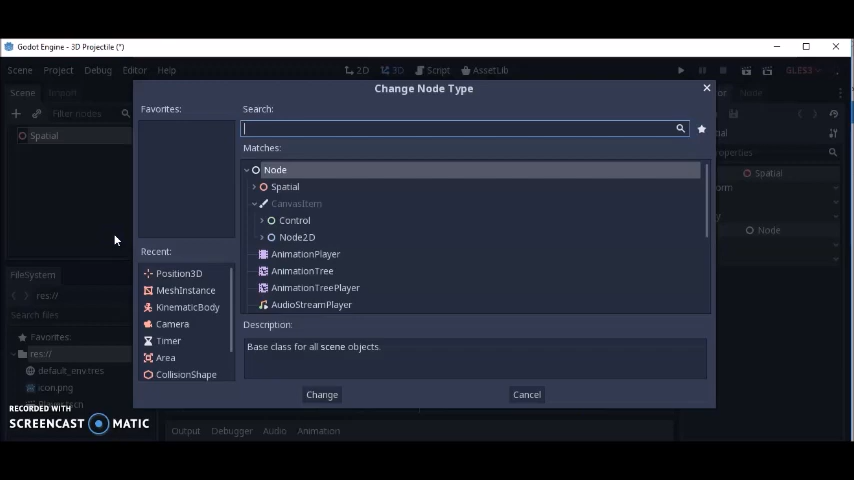 Godot Engine - 3D Projectile (*)
Scene Project Debug Editor Help
2D 3D Script AssetLib
GLES3
Scene Import
Node
Change Node Type
Favorites:
Search:
Filter nodes
Spatial
Matches:
Node
Spatial
CanvasItem
Control
Node2D
AnimationPlayer
AnimationTree
AnimationTreePlayer
AudioStreamPlayer
Spatial
Node
Recent:
Position3D
MeshInstance
KinematicBody
Camera
Timer
Area
CollisionShape
FileSystem
res://
Search files
Favorites:
res://
default_env.tres
icon.png
Description:
Base class for all scene objects.
Change Cancel
RECORDED WITH
SCREENCAST MATIC
Output Debugger Audio Animation